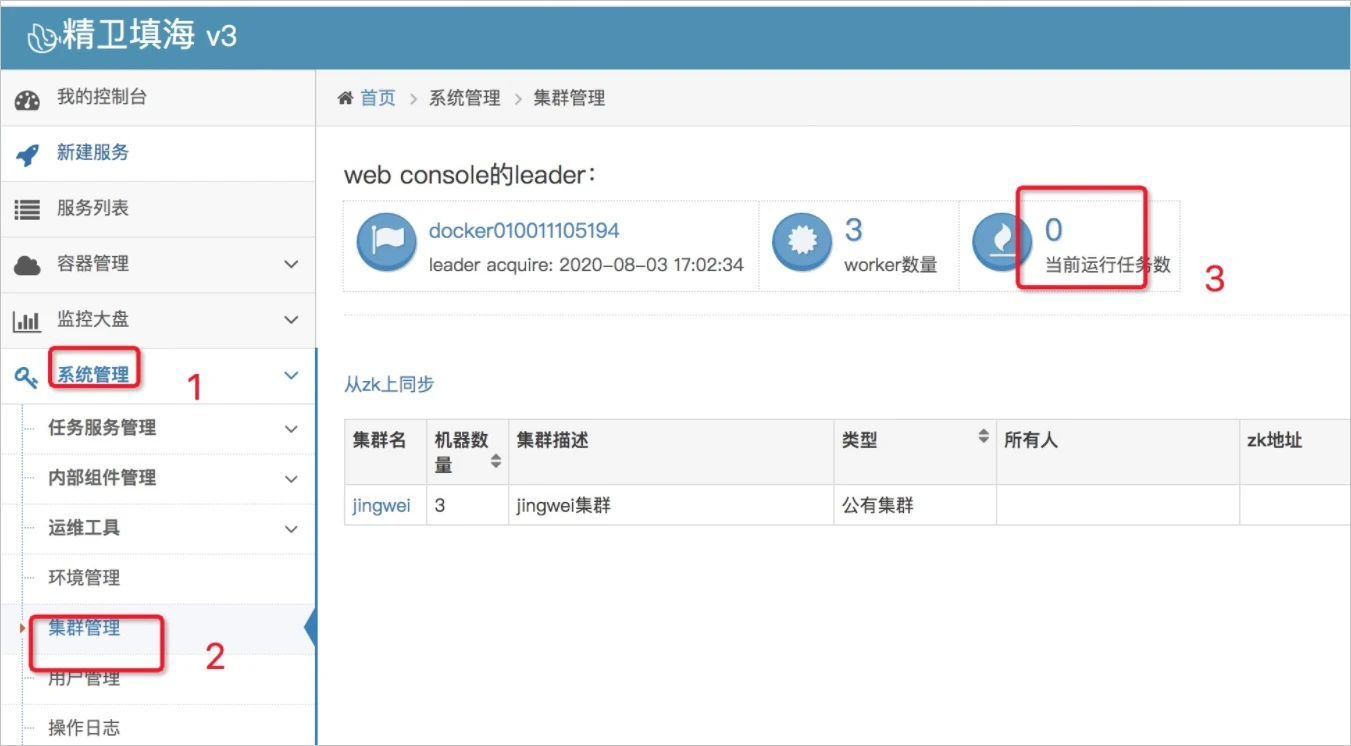 精卫填海 v3
我的控制台
新建服务
服务列表
容器管理
监控大盘
系统管理
1
任务服务管理
内部组件管理
运维工具
环境管理
集群管理
2
用户管理
操作日志
首页 > 系统管理 > 集群管理
web console的leader：
docker010011105194
leader acquire: 2020-08-03 17:02:34
3
worker数量
0
当前运行任务数
3
从zk上同步
集群名 机器数量 集群描述 类型 所有人 zk地址
jingwei 3 jingwei集群 公有集群